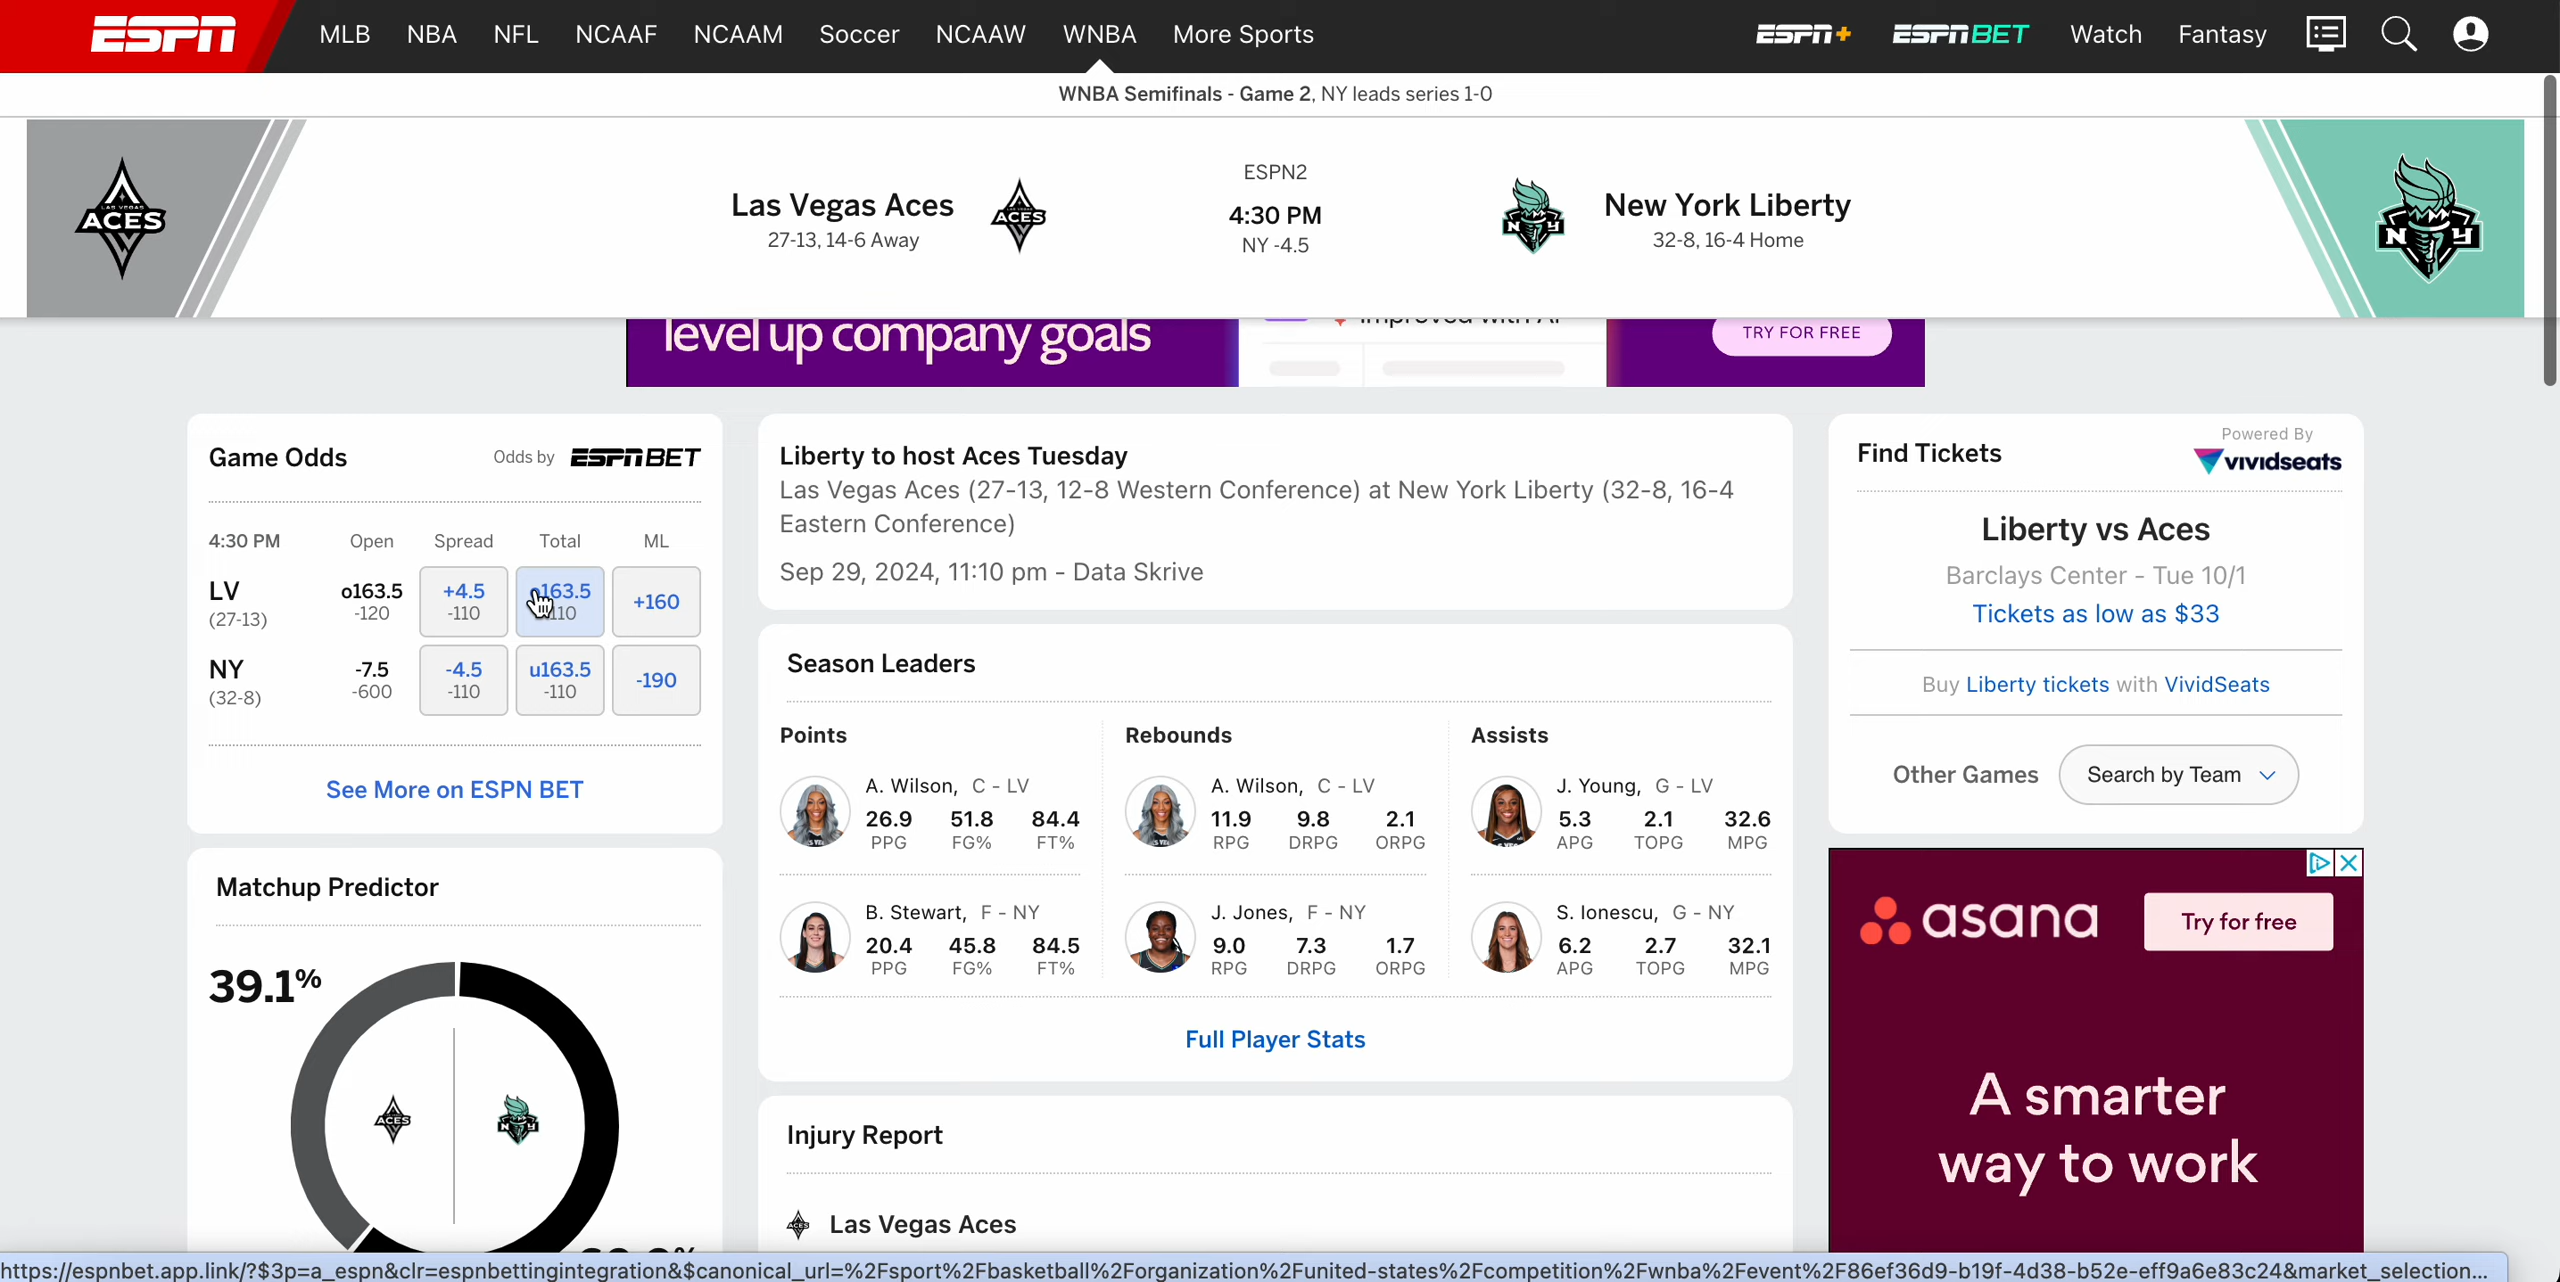 ESPN MLB NBA NFL NCAAF NCAAM Soccer NCAAW WNBA More Sports ESPN+ ESPN BET Watch Fantasy
WNBA Semifinals - Game 2, NY leads series 1-0
ACES
Las Vegas Aces
27-13, 14-6 Away
ACES
ESPN2
4:30 PM
NY -4.5
NY
New York Liberty
32-8, 16-4 Home
NY
level up company goals
TRY FOR FREE
Game Odds Odds by ESPN BET
4:30 PM Open Spread Total ML
LV o163.5 +4.5 o163.5 +160
(27-13) -120 -110 110
NY -7.5 -4.5 u163.5 -190
(32-8) -600 -110 -110
See More on ESPN BET
Matchup Predictor
39.1%
ACES NY
Liberty to host Aces Tuesday
Las Vegas Aces (27-13, 12-8 Western Conference) at New York Liberty (32-8, 16-4
Eastern Conference)
Sep 29, 2024, 11:10 pm - Data Skrive
Season Leaders
Points Rebounds Assists
A. Wilson, C - LV A. Wilson, C - LV J. Young, G - LV
26.9 51.8 84.4 11.9 9.8 2.1 5.3 2.1 32.6
PPG FG% FT% RPG DRPG ORPG APG TOPG MPG
B. Stewart, F - NY J. Jones, F - NY S. Ionescu, G - NY
20.4 45.8 84.5 9.0 7.3 1.7 6.2 2.7 32.1
PPG FG% FT% RPG DRPG ORPG APG TOPG MPG
Full Player Stats
Injury Report
Las Vegas Aces
Find Tickets
Powered By
vividseats
Liberty vs Aces
Barclays Center - Tue 10/1
Tickets as low as $33
Buy Liberty tickets with VividSeats
Other Games Search by Team
asana Try for free
A smarter
way to work
https://espnbet.app.link/?$3p=a_espn&clr=espnbettingintegration&$canonical_url=%2Fsport%2Fbasketball%2Forganization%2Funited-states%2Fcompetition%2Fwnba%2Fevent%2F86ef36d9-b19f-4d38-b52e-eff9a6e83c24&market_selection...